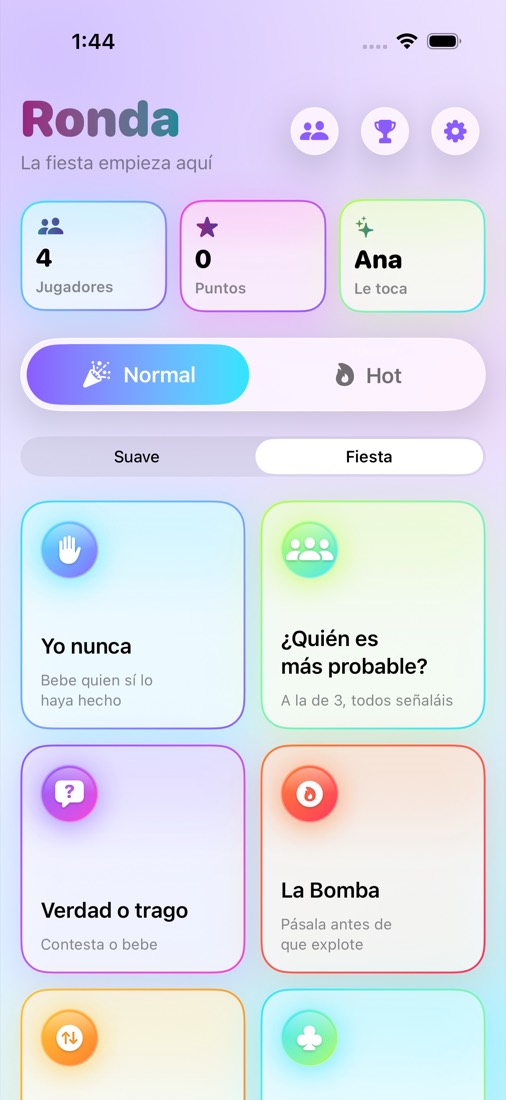 1:44
Ronda
La fiesta empieza aquí
4
Jugadores
0
Puntos
Ana
Le toca
Normal
Hot
Suave
Fiesta
Yo nunca
Bebe quien sí lo
haya hecho
¿Quién es
más probable?
A la de 3, todos señaláis
?
Verdad o trago
Contesta o bebe
La Bomba
Pásala antes de
que explote